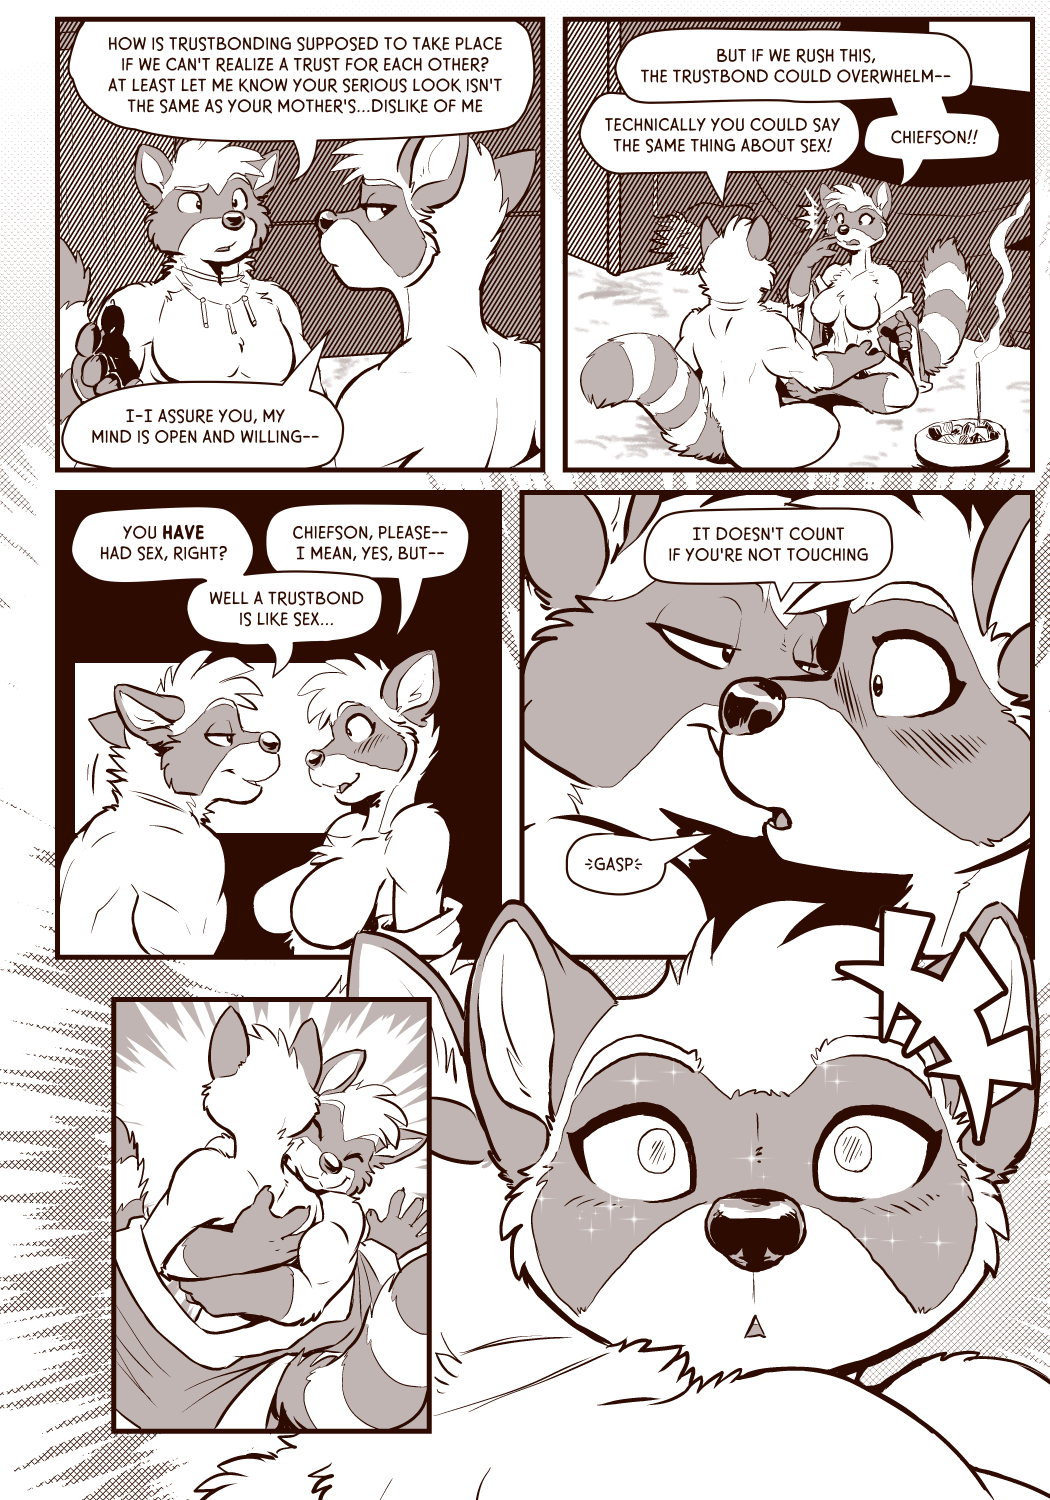 HOW IS TRUSTBONDING SUPPOSED TO TAKE PLACE
IF WE CAN'T REALIZE A TRUST FOR EACH OTHER?
AT LEAST LET ME KNOW YOUR SERIOUS LOOK ISN'T
THE SAME AS YOUR MOTHER'S...DISLIKE OF ME
I-I ASSURE YOU, MY
MIND IS OPEN AND WILLING--
BUT IF WE RUSH THIS,
THE TRUSTBOND COULD OVERWHELM--
TECHNICALLY YOU COULD SAY
THE SAME THING ABOUT SEX!
CHIEFSON!!
YOU HAVE
HAD SEX, RIGHT?
CHIEFSON, PLEASE--
I MEAN, YES, BUT--
WELL A TRUSTBOND
IS LIKE SEX...
IT DOESN'T COUNT
IF YOU'RE NOT TOUCHING
GASP